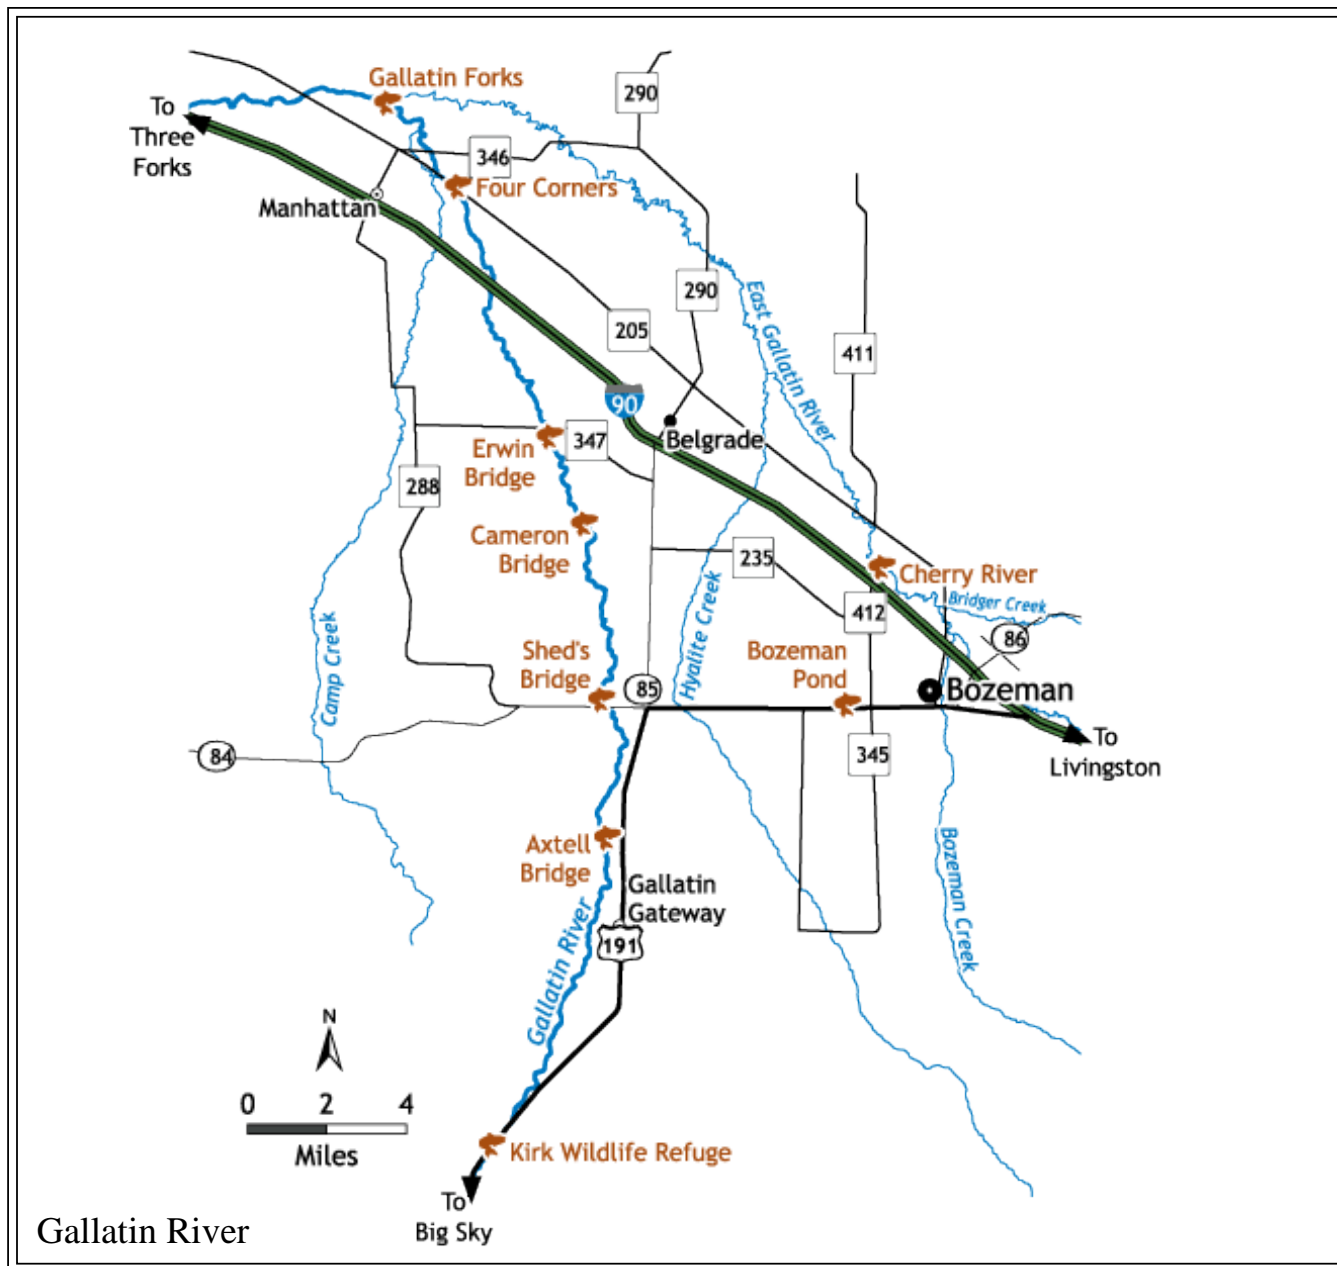 Gallatin Forks
To
Three
Forks
290
346
Four Corners
Manhattan
290
East Gallatin River
205
411
90
Belgrade
347
Erwin
Bridge
288
Cameron
Bridge
235
Cherry River
Bridger Creek
Hyalite Creek
412
86
Camp Creek
Shed's
Bridge
Bozeman
Pond
85
Bozeman
84
345
To
Livingston
Axtell
Bridge
Bozeman Creek
Gallatin
Gateway
Gallatin River
191
N
0 2 4
Miles
Kirk Wildlife Refuge
To
Big Sky
Gallatin River